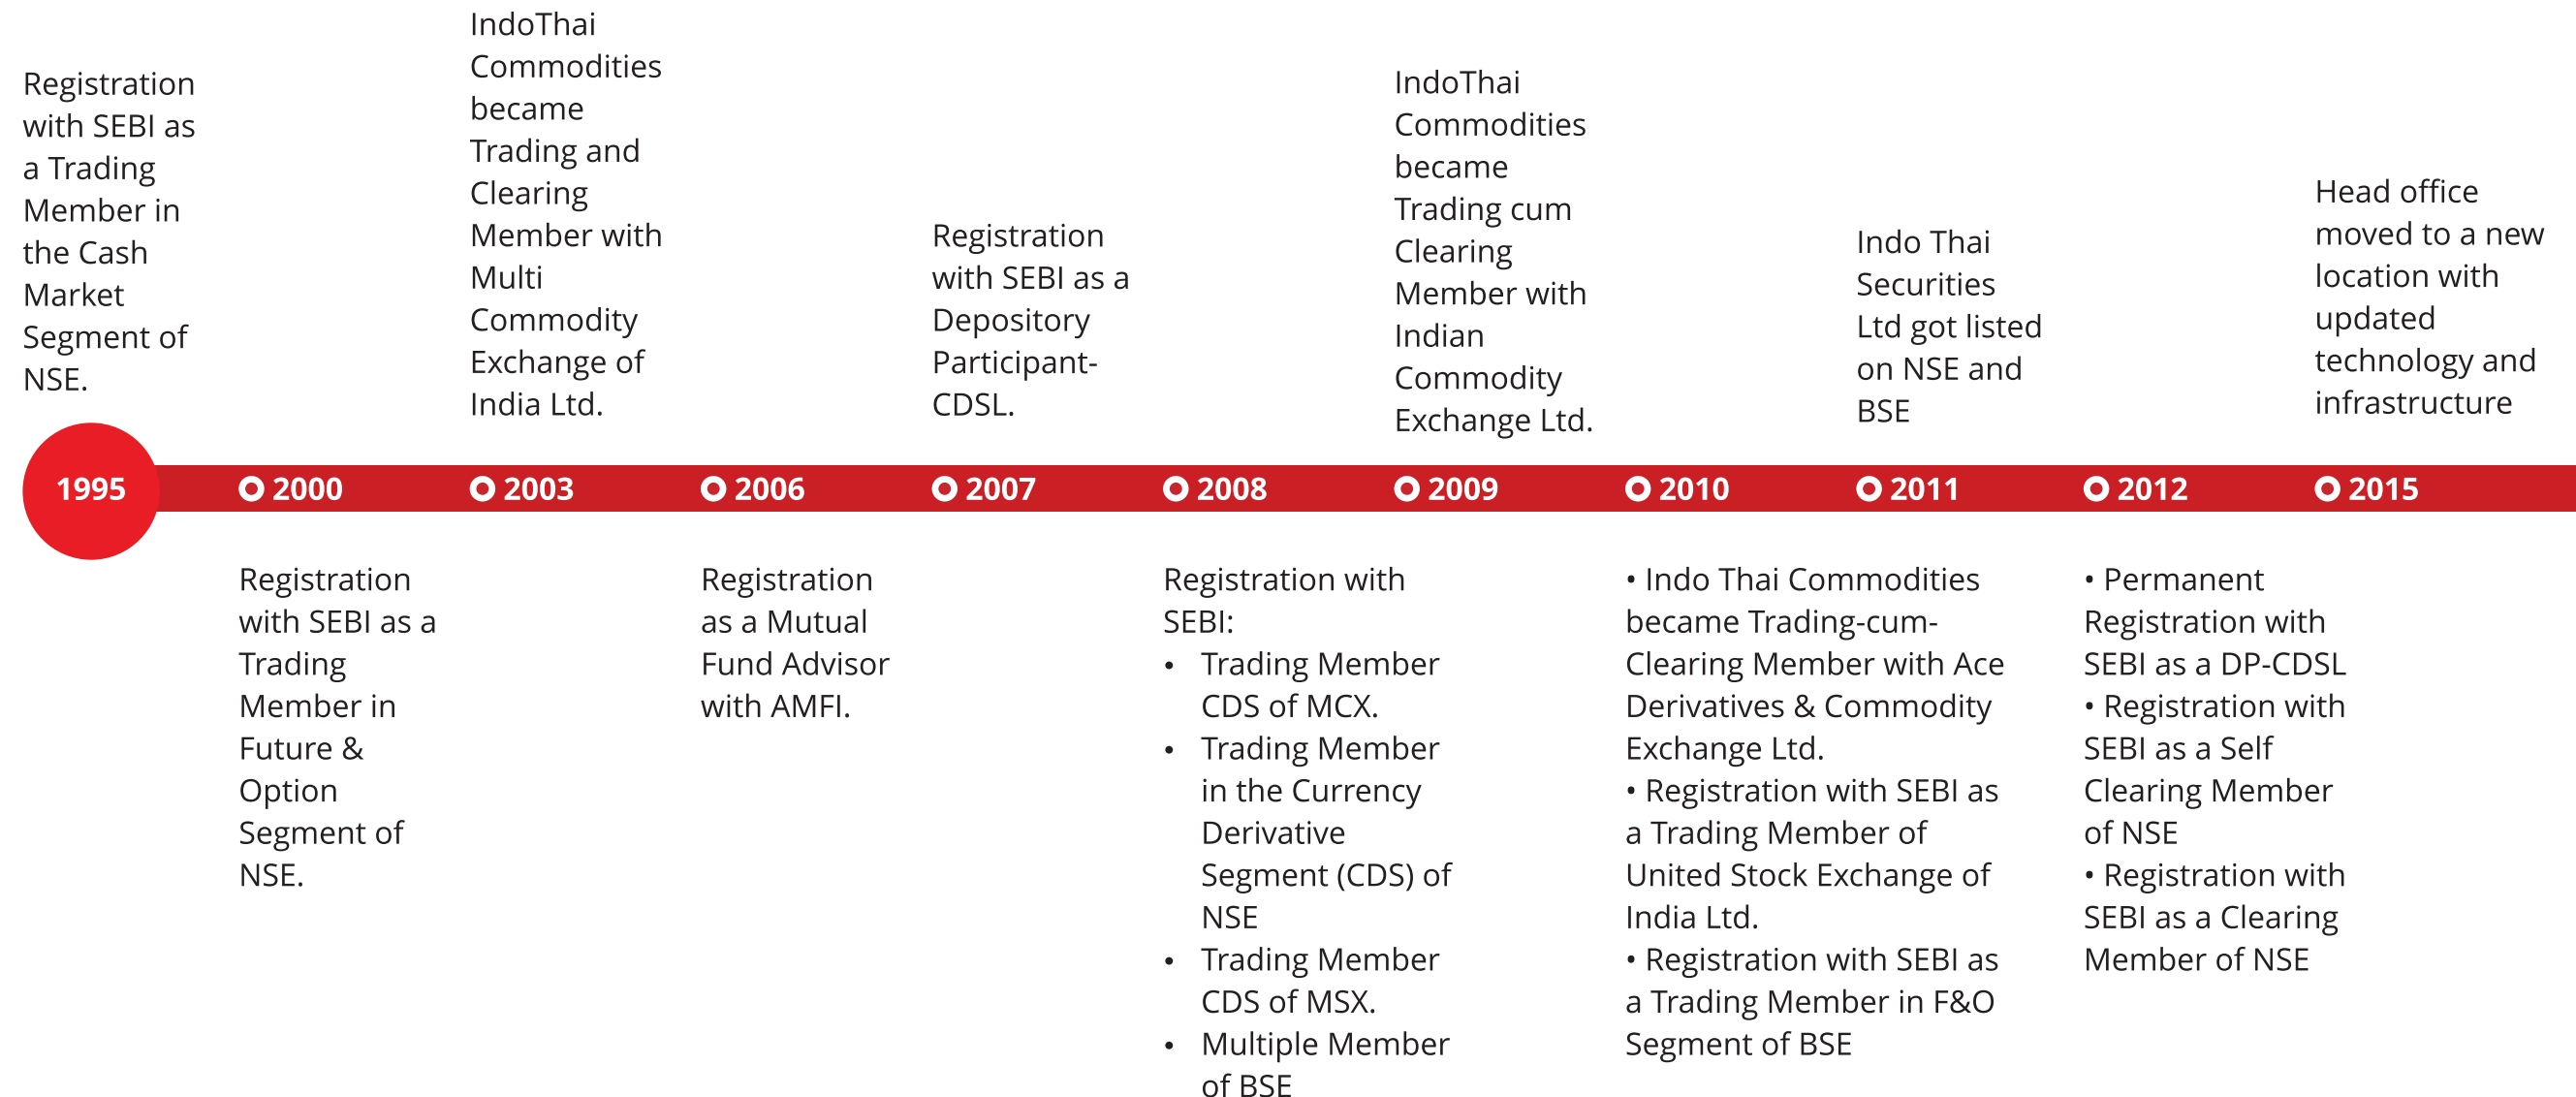 Registration
with SEBI as
a Trading
Member in
the Cash
Market
Segment of
NSE.
IndoThai
Commodities
became
Trading and
Clearing
Member with
Multi
Commodity
Exchange of
India Ltd.
Registration
with SEBI as a
Depository
Participant-
CDSL.
IndoThai
Commodities
became
Trading cum
Clearing
Member with
Indian
Commodity
Exchange Ltd.
Indo Thai
Securities
Ltd got listed
on NSE and
BSE
Head office
moved to a new
location with
updated
technology and
infrastructure
1995 2000 2003 2006 2007 2008 2009 2010 2011 2012 2015
Registration
with SEBI as a
Trading
Member in
Future &
Option
Segment of
NSE.
Registration
as a Mutual
Fund Advisor
with AMFI.
Registration with
SEBI:
• Trading Member
CDS of MCX.
• Trading Member
in the Currency
Derivative
Segment (CDS) of
NSE
• Trading Member
CDS of MSX.
• Multiple Member
of BSE
• Indo Thai Commodities
became Trading-cum-
Clearing Member with Ace
Derivatives & Commodity
Exchange Ltd.
• Registration with SEBI as
a Trading Member of
United Stock Exchange of
India Ltd.
• Registration with SEBI as
a Trading Member in F&O
Segment of BSE
• Permanent
Registration with
SEBI as a DP-CDSL
• Registration with
SEBI as a Self
Clearing Member
of NSE
• Registration with
SEBI as a Clearing
Member of NSE